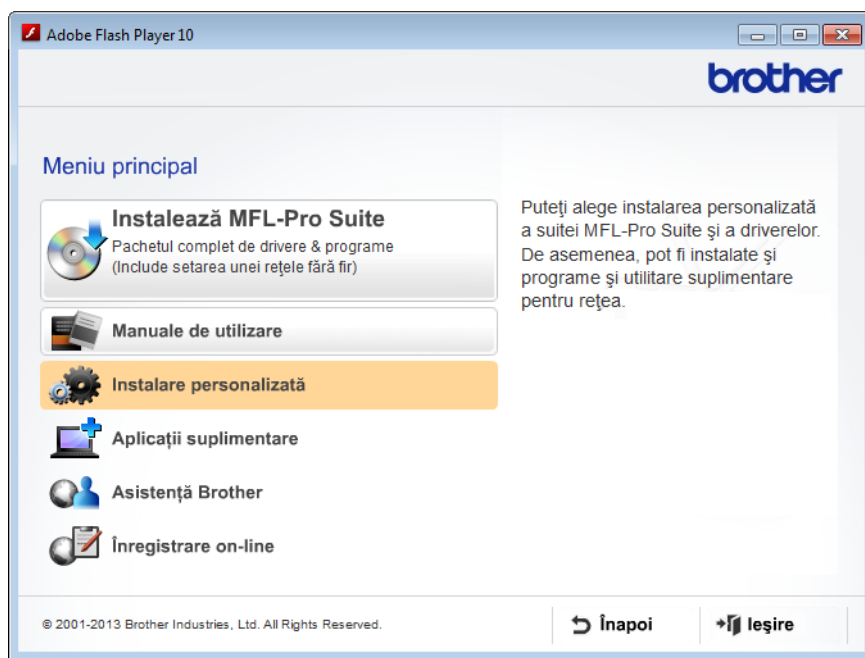 Adobe Flash Player 10
brother
Meniu principal
Instalează MFL-Pro Suite
Pachetul complet de drivere & programe
(Include setarea unei reţele fără fir)
Manuale de utilizare
Instalare personalizată
Aplicaţii suplimentare
Asistenţă Brother
Înregistrare on-line
Puteţi alege instalarea personalizată
a suitei MFL-Pro Suite şi a driverelor.
De asemenea, pot fi instalate şi
programe şi utilitare suplimentare
pentru reţea.
© 2001-2013 Brother Industries, Ltd. All Rights Reserved.
Înapoi
Ieşire